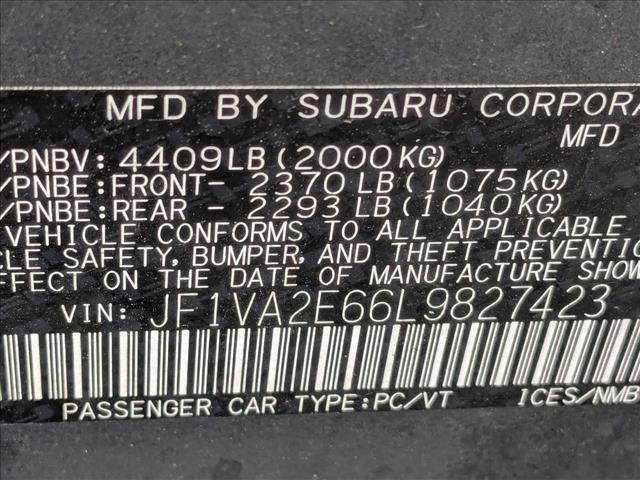 MFD BY SUBARU CORPORA
MFD
/PNBV: 4409LB (2000KG)
/PNBE:FRONT- 2370 LB (1075KG)
/PNBE:REAR - 2293 LB (1040KG)
VEHICLE CONFORMS TO ALL APPLICABLE
CLE SAFETY, BUMPER, AND THEFT PREVENTIC
EFFECT ON THE DATE OF MANUFACTURE SHOW
VIN: JF1VA2E66L9827423
PASSENGER CAR TYPE:PC/VT ICES/NMB